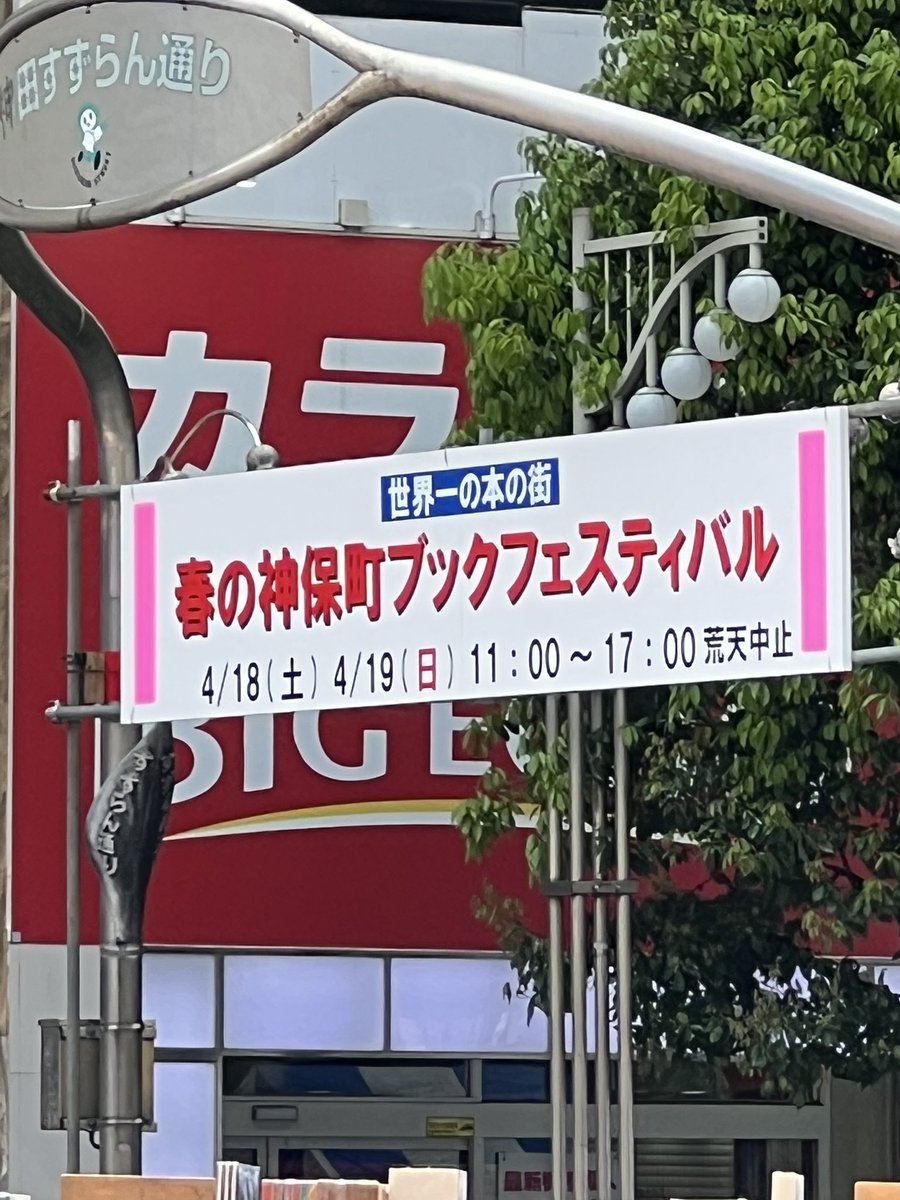 神田すずらん通り
カラ
世界一の本の街
春の神保町ブックフェスティバル
4/18(土) 4/19(日) 11:00～17:00 荒天中止
BIG E
すずらん通り